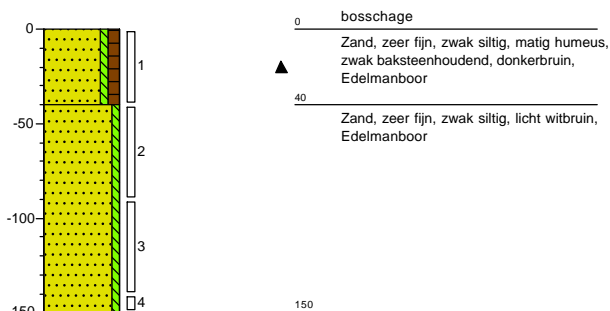 0
bosschage
0
Zand, zeer fijn, zwak siltig, matig humeus,
zwak baksteenhoudend, donkerbruin,
Edelmanboor
1
40
Zand, zeer fijn, zwak siltig, licht witbruin,
Edelmanboor
-50
2
-100
3
4
150
-150